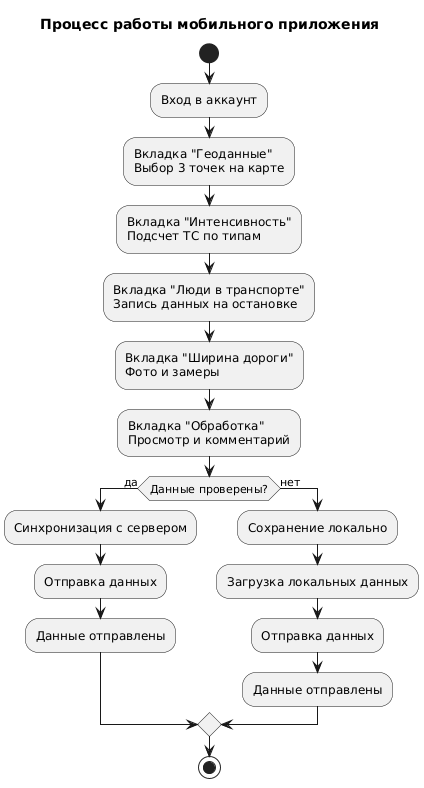 Процесс работы мобильного приложения
Вход в аккаунт
Вкладка "Геоданные"
Выбор 3 точек на карте
Вкладка "Интенсивность"
Подсчет ТС по типам
Вкладка "Люди в транспорте"
Запись данных на остановке
Вкладка "Ширина дороги"
Фото и замеры
Вкладка "Обработка"
Просмотр и комментарий
да
Данные проверены?
нет
Синхронизация с сервером
Отправка данных
Данные отправлены
Сохранение локально
Загрузка локальных данных
Отправка данных
Данные отправлены